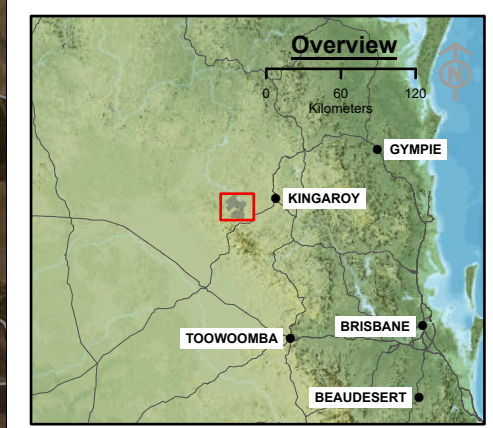 Overview
0 60 120
Kilometers
N
GYMPIE
KINGAROY
BRISBANE
TOOWOOMBA
BEAUDESERT